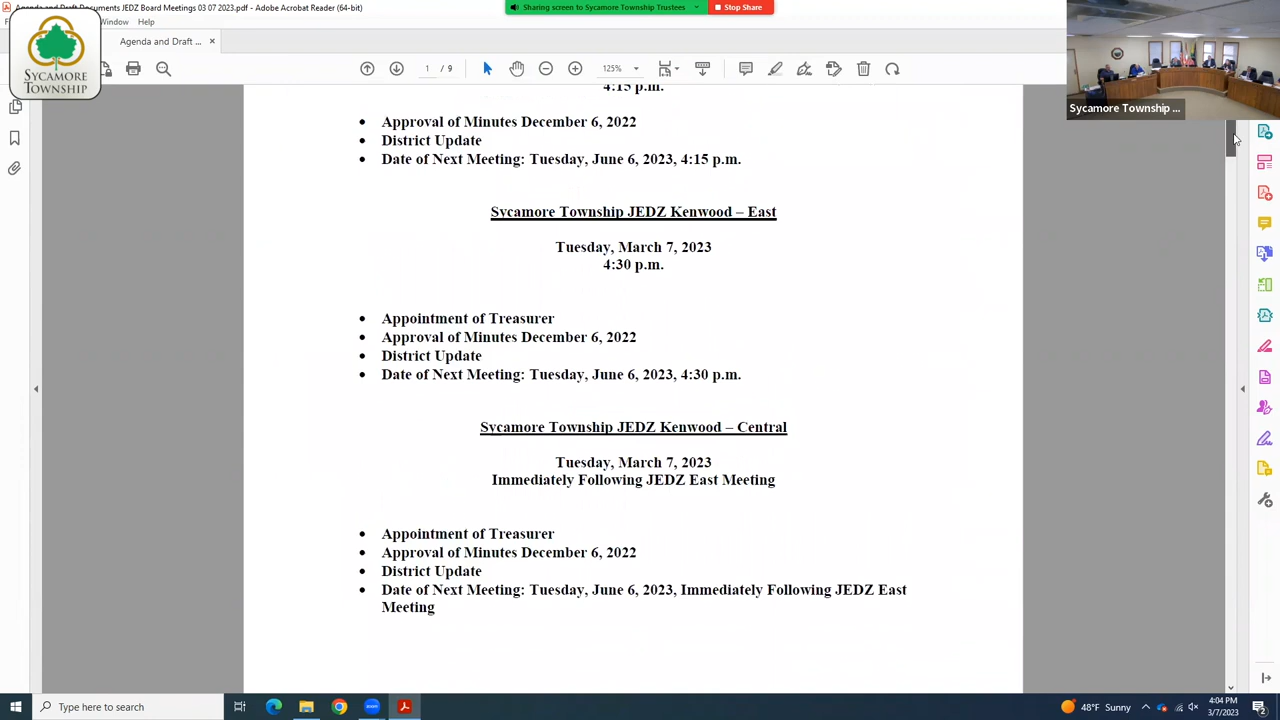 Agenda and Draft Documents JEDZ Board Meetings 03 07 2023.pdf - Adobe Acrobat Reader (64-bit)
Sharing screen to Sycamore Township Trustees
Stop Share
Window Help
SYCAMORE
TOWNSHIP
Agenda and Draft ... ×
1 / 9
125%
Sycamore Township ...
4:15 p.m.
• Approval of Minutes December 6, 2022
• District Update
• Date of Next Meeting: Tuesday, June 6, 2023, 4:15 p.m.
Sycamore Township JEDZ Kenwood – East
Tuesday, March 7, 2023
4:30 p.m.
• Appointment of Treasurer
• Approval of Minutes December 6, 2022
• District Update
• Date of Next Meeting: Tuesday, June 6, 2023, 4:30 p.m.
Sycamore Township JEDZ Kenwood – Central
Tuesday, March 7, 2023
Immediately Following JEDZ East Meeting
• Appointment of Treasurer
• Approval of Minutes December 6, 2022
• District Update
• Date of Next Meeting: Tuesday, June 6, 2023, Immediately Following JEDZ East
Meeting
Type here to search
48°F Sunny
4:04 PM
3/7/2023
2